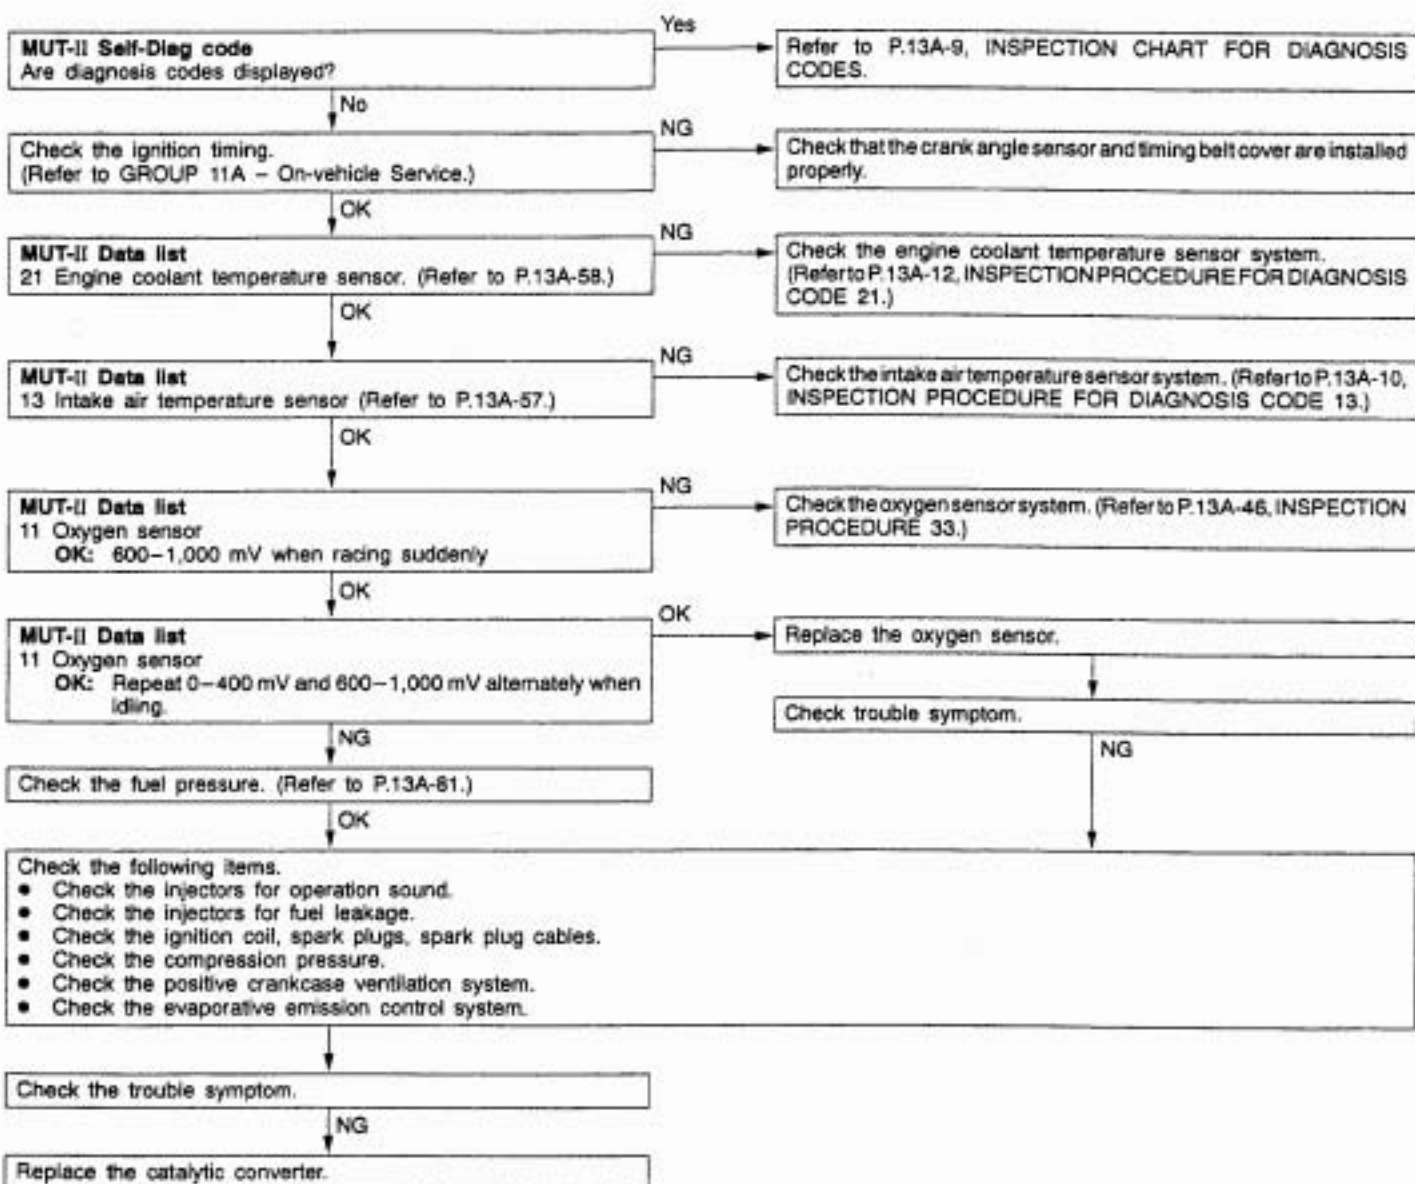 Yes
MUT-II Self-Diag code
Are diagnosis codes displayed?
Refer to P.13A-9, INSPECTION CHART FOR DIAGNOSIS
CODES.
No
NG
Check the ignition timing.
(Refer to GROUP 11A – On-vehicle Service.)
Check that the crank angle sensor and timing belt cover are installed
properly.
OK
NG
MUT-II Data list
21 Engine coolant temperature sensor. (Refer to P.13A-58.)
Check the engine coolant temperature sensor system.
(Refer to P.13A-12, INSPECTION PROCEDURE FOR DIAGNOSIS
CODE 21.)
OK
NG
MUT-II Data list
13 Intake air temperature sensor (Refer to P.13A-57.)
Check the intake air temperature sensor system. (Refer to P.13A-10,
INSPECTION PROCEDURE FOR DIAGNOSIS CODE 13.)
OK
NG
MUT-II Data list
11 Oxygen sensor
OK: 600–1,000 mV when racing suddenly
Check the oxygen sensor system. (Refer to P.13A-46, INSPECTION
PROCEDURE 33.)
OK
OK
MUT-II Data list
11 Oxygen sensor
OK: Repeat 0–400 mV and 600–1,000 mV alternately when
idling.
Replace the oxygen sensor.
Check trouble symptom.
NG
NG
Check the fuel pressure. (Refer to P.13A-81.)
OK
Check the following items.
● Check the injectors for operation sound.
● Check the injectors for fuel leakage.
● Check the ignition coil, spark plugs, spark plug cables.
● Check the compression pressure.
● Check the positive crankcase ventilation system.
● Check the evaporative emission control system.
Check the trouble symptom.
NG
Replace the catalytic converter.